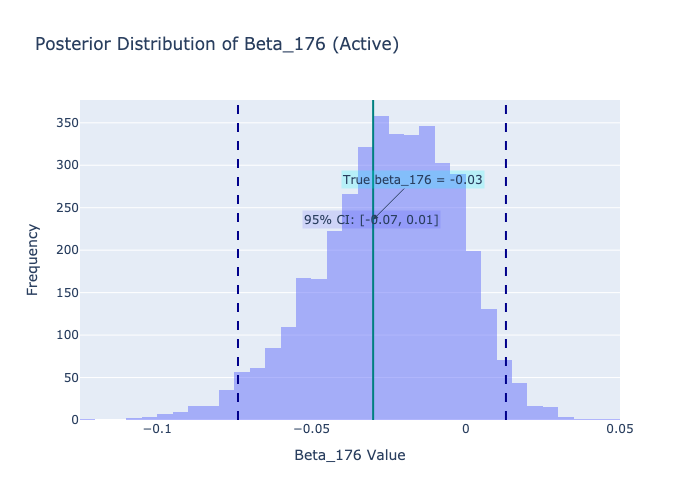 Posterior Distribution of Beta_176 (Active)
350
300
250
200
150
100
50
0
Frequency
True beta_176 = -0.03
95% CI: [-0.07, 0.01]
−0.1
−0.05
0
0.05
Beta_176 Value